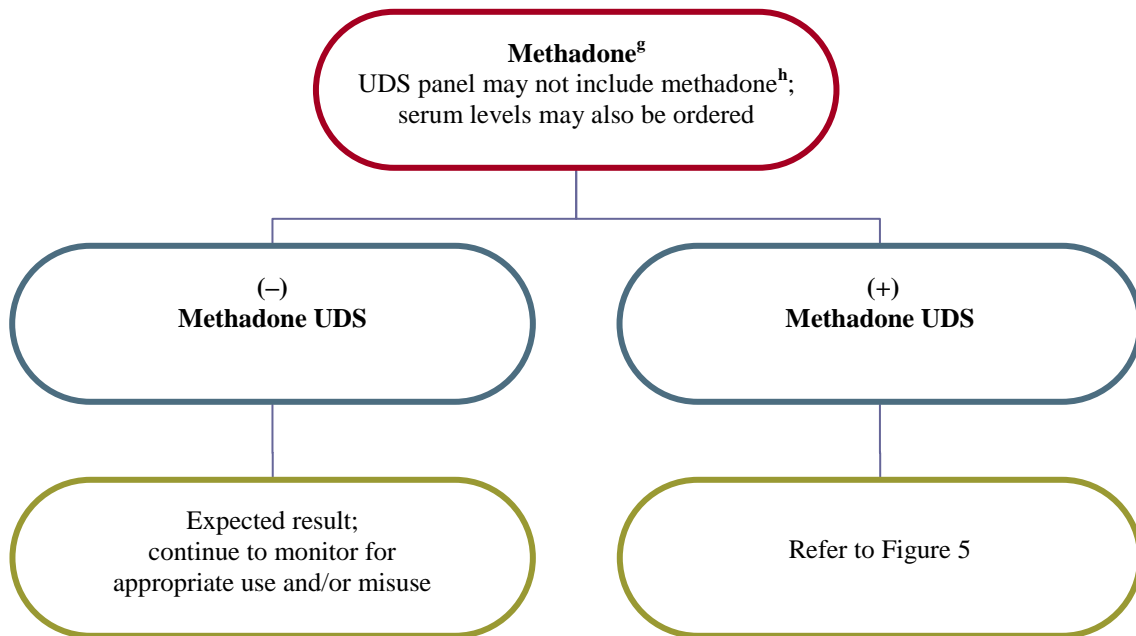 Methadoneg
UDS panel may not include methadoneh;
serum levels may also be ordered
(–)
Methadone UDS
(+)
Methadone UDS
Expected result;
continue to monitor for
appropriate use and/or misuse
Refer to Figure 5